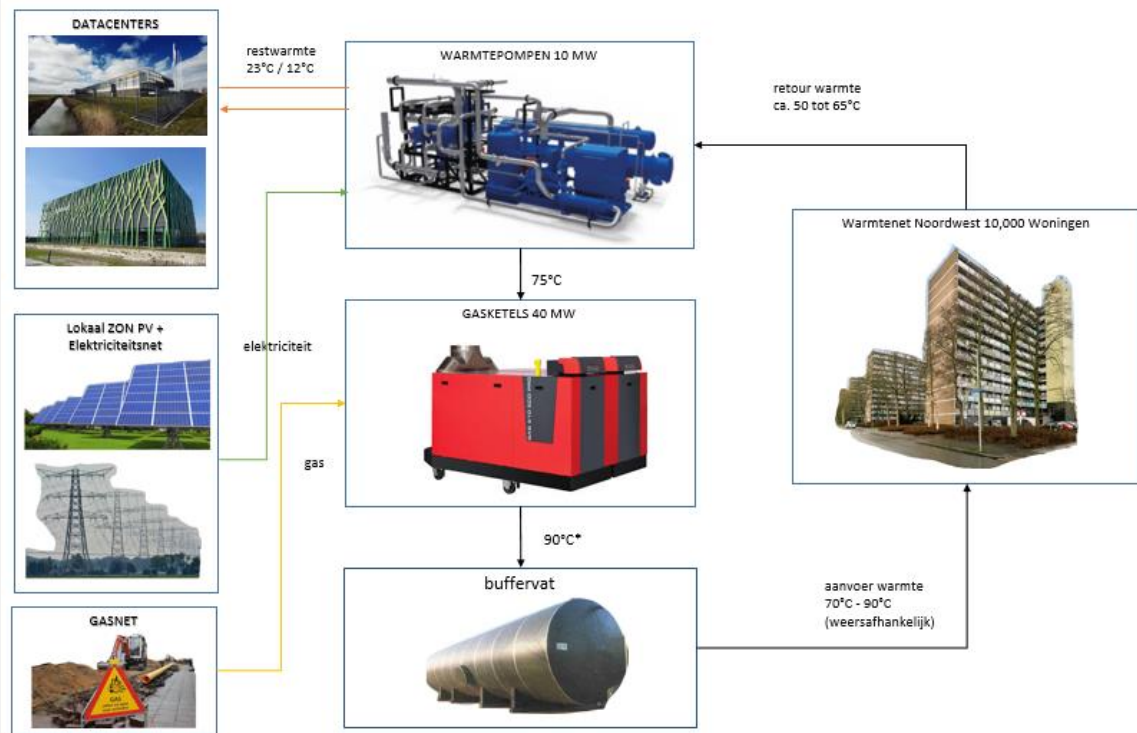 DATACENTERS
restwarmte
23°C / 12°C
WARMTEPOMPEN 10 MW
retour warmte
ca. 50 tot 65°C
Warmtenet Noordwest 10,000 Woningen
75°C
GASKETELS 40 MW
Lokaal ZON PV +
Elektriciteitsnet
elektriciteit
gas
90°C*
buffervat
aanvoer warmte
70°C - 90°C
(weersafhankelijk)
GASNET
GAS